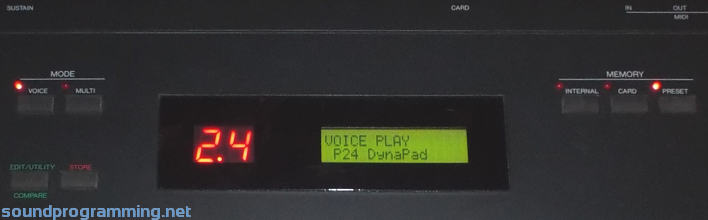 SUSTAIN
CARD
IN OUT
MIDI
MODE
VOICE MULTI
MEMORY
INTERNAL CARD PRESET
2.4
VOICE PLAY
P24 DynaPad
EDIT/UTILITY STORE
COMPARE
soundprogramming.net